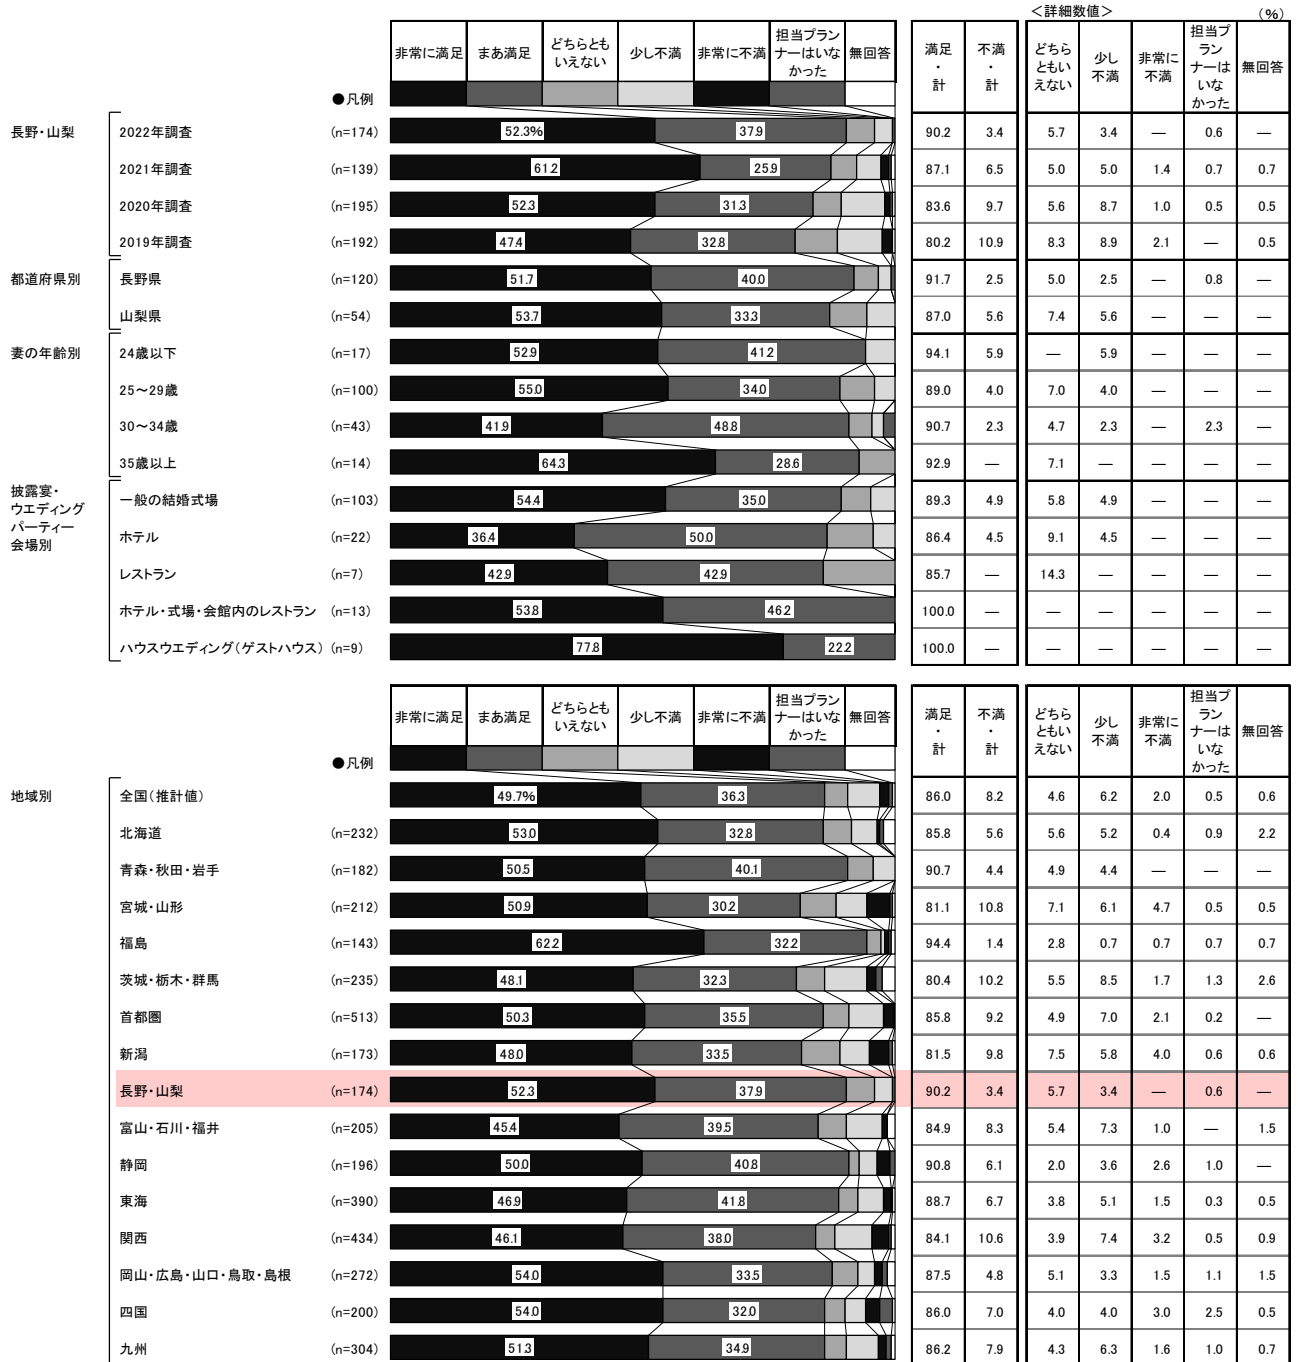 ＜詳細数値＞
（％）
非常に満足 まあ満足 どちらともいえない 少し不満 非常に不満 担当プランナーはいなかった 無回答 満足・計 不満・計 どちらともいえない 少し不満 非常に不満 担当プランナーはいなかった 無回答
●凡例
長野・山梨 2022年調査 (n=174) 52.3% 37.9 90.2 3.4 5.7 3.4 — 0.6 —
2021年調査 (n=139) 61.2 25.9 87.1 6.5 5.0 5.0 1.4 0.7 0.7
2020年調査 (n=195) 52.3 31.3 83.6 9.7 5.6 8.7 1.0 0.5 0.5
2019年調査 (n=192) 47.4 32.8 80.2 10.9 8.3 8.9 2.1 — 0.5
都道府県別 長野県 (n=120) 51.7 40.0 91.7 2.5 5.0 2.5 — 0.8 —
山梨県 (n=54) 53.7 33.3 87.0 5.6 7.4 5.6 — — —
妻の年齢別 24歳以下 (n=17) 52.9 41.2 94.1 5.9 — 5.9 — — —
25～29歳 (n=100) 55.0 34.0 89.0 4.0 7.0 4.0 — — —
30～34歳 (n=43) 41.9 48.8 90.7 2.3 4.7 2.3 — 2.3 —
35歳以上 (n=14) 64.3 28.6 92.9 — 7.1 — — — —
披露宴・
ウエディング
パーティー
会場別
一般の結婚式場 (n=103) 54.4 35.0 89.3 4.9 5.8 4.9 — — —
ホテル (n=22) 36.4 50.0 86.4 4.5 9.1 4.5 — — —
レストラン (n=7) 42.9 42.9 85.7 — 14.3 — — — —
ホテル・式場・会館内のレストラン (n=13) 53.8 46.2 100.0 — — — — — —
ハウスウエディング（ゲストハウス） (n=9) 77.8 22.2 100.0 — — — — — —
非常に満足 まあ満足 どちらともいえない 少し不満 非常に不満 担当プランナーはいなかった 無回答 満足・計 不満・計 どちらともいえない 少し不満 非常に不満 担当プランナーはいなかった 無回答
●凡例
地域別 全国（推計値） 49.7% 36.3 86.0 8.2 4.6 6.2 2.0 0.5 0.6
北海道 (n=232) 53.0 32.8 85.8 5.6 5.6 5.2 0.4 0.9 2.2
青森・秋田・岩手 (n=182) 50.5 40.1 90.7 4.4 4.9 4.4 — — —
宮城・山形 (n=212) 50.9 30.2 81.1 10.8 7.1 6.1 4.7 0.5 0.5
福島 (n=143) 62.2 32.2 94.4 1.4 2.8 0.7 0.7 0.7 0.7
茨城・栃木・群馬 (n=235) 48.1 32.3 80.4 10.2 5.5 8.5 1.7 1.3 2.6
首都圏 (n=513) 50.3 35.5 85.8 9.2 4.9 7.0 2.1 0.2 —
新潟 (n=173) 48.0 33.5 81.5 9.8 7.5 5.8 4.0 0.6 0.6
長野・山梨 (n=174) 52.3 37.9 90.2 3.4 5.7 3.4 — 0.6 —
富山・石川・福井 (n=205) 45.4 39.5 84.9 8.3 5.4 7.3 1.0 — 1.5
静岡 (n=196) 50.0 40.8 90.8 6.1 2.0 3.6 2.6 1.0 —
東海 (n=390) 46.9 41.8 88.7 6.7 3.8 5.1 1.5 0.3 0.5
関西 (n=434) 46.1 38.0 84.1 10.6 3.9 7.4 3.2 0.5 0.9
岡山・広島・山口・鳥取・島根 (n=272) 54.0 33.5 87.5 4.8 5.1 3.3 1.5 1.1 1.5
四国 (n=200) 54.0 32.0 86.0 7.0 4.0 4.0 3.0 2.5 0.5
九州 (n=304) 51.3 34.9 86.2 7.9 4.3 6.3 1.6 1.0 0.7